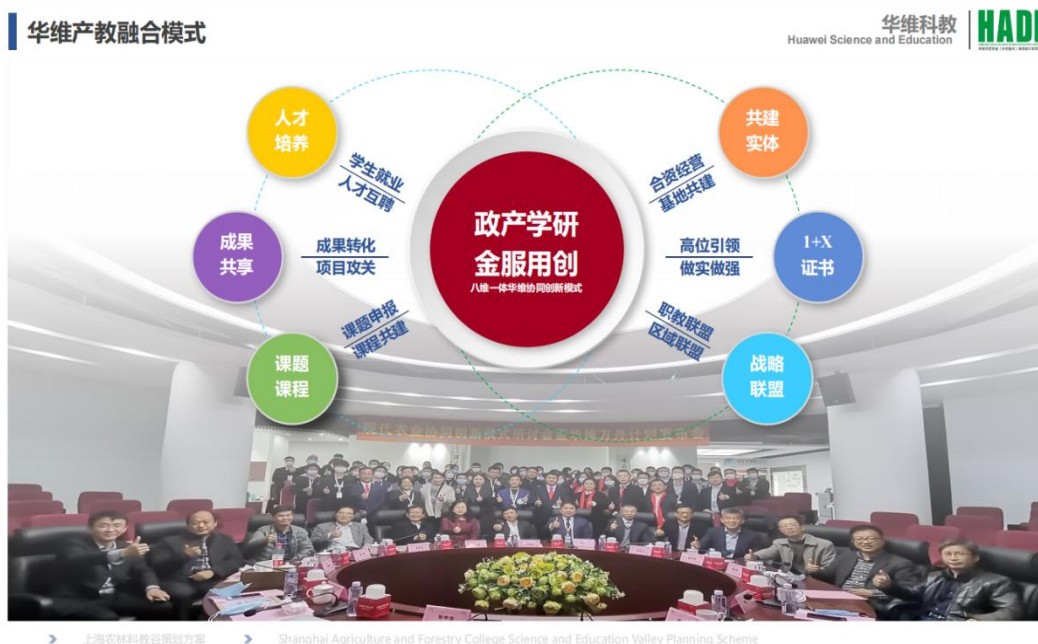 华维产教融合模式
华维科教
Huawei Science and Education
HADE
人才
培养
学生就业
人才互聘
成果
共享
成果转化
项目攻关
课题
课程
课题申报
课程共建
政产学研
金服用创
八维一体华维协同创新模式
共建
实体
合资经营
基地共建
1+X
证书
高位引领
做实做强
战略
联盟
职教联盟
区域联盟
上海农林科教谷策划方案
Shanghai Agriculture and Forestry College Science and Education Valley Planning Scheme